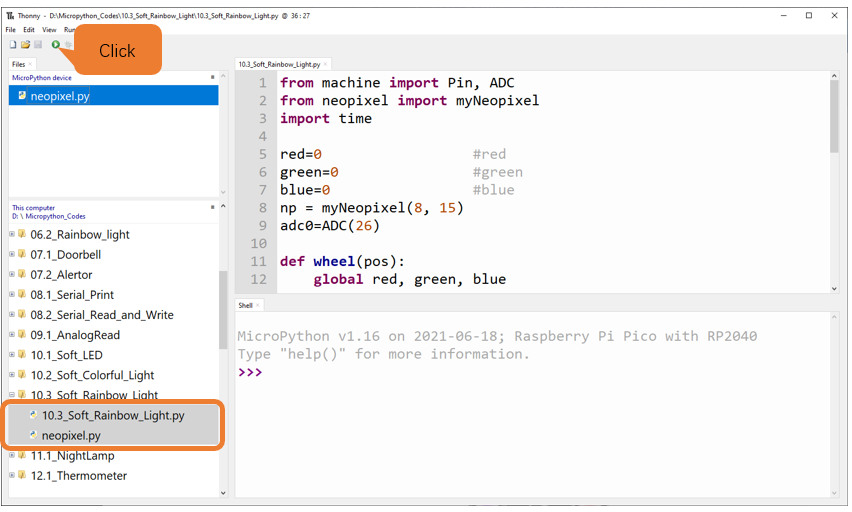 Thonny - D:\Micropython_Codes\10.3_Soft_Rainbow_Light\10.3_Soft_Rainbow_Light.py @ 36 : 27
File Edit View Run
Click
Files
MicroPython device
neopixel.py
This computer
D: \ Micropython_Codes
06.2_Rainbow_light
07.1_Doorbell
07.2_Alertor
08.1_Serial_Print
08.2_Serial_Read_and_Write
09.1_AnalogRead
10.1_Soft_LED
10.2_Soft_Colorful_Light
10.3_Soft_Rainbow_Light
10.3_Soft_Rainbow_Light.py
neopixel.py
11.1_NightLamp
12.1_Thermometer
10.3_Soft_Rainbow_Light.py
1 from machine import Pin, ADC
2 from neopixel import myNeopixel
3 import time
4
5 red=0 #red
6 green=0 #green
7 blue=0 #blue
8 np = myNeopixel(8, 15)
9 adc0=ADC(26)
10
11 def wheel(pos):
12 global red, green, blue
Shell
MicroPython v1.16 on 2021-06-18; Raspberry Pi Pico with RP2040
Type "help()" for more information.
>>>